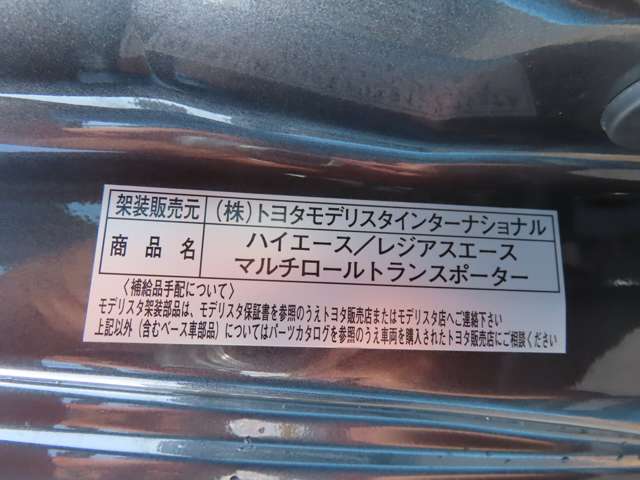 架装販売元 (株)トヨタモデリスタインターナショナル
商品名 ハイエース/レジアスエース
マルチロールトランスポーター
〈補給品手配について〉
モデリスタ架装部品は、モデリスタ保証書を参照のうえトヨタ販売店またはモデリスタ店へご連絡下さい
上記以外(含むベース車部品)についてはパーツカタログを参照のうえ車両を購入されたトヨタ販売店にご相談ください。